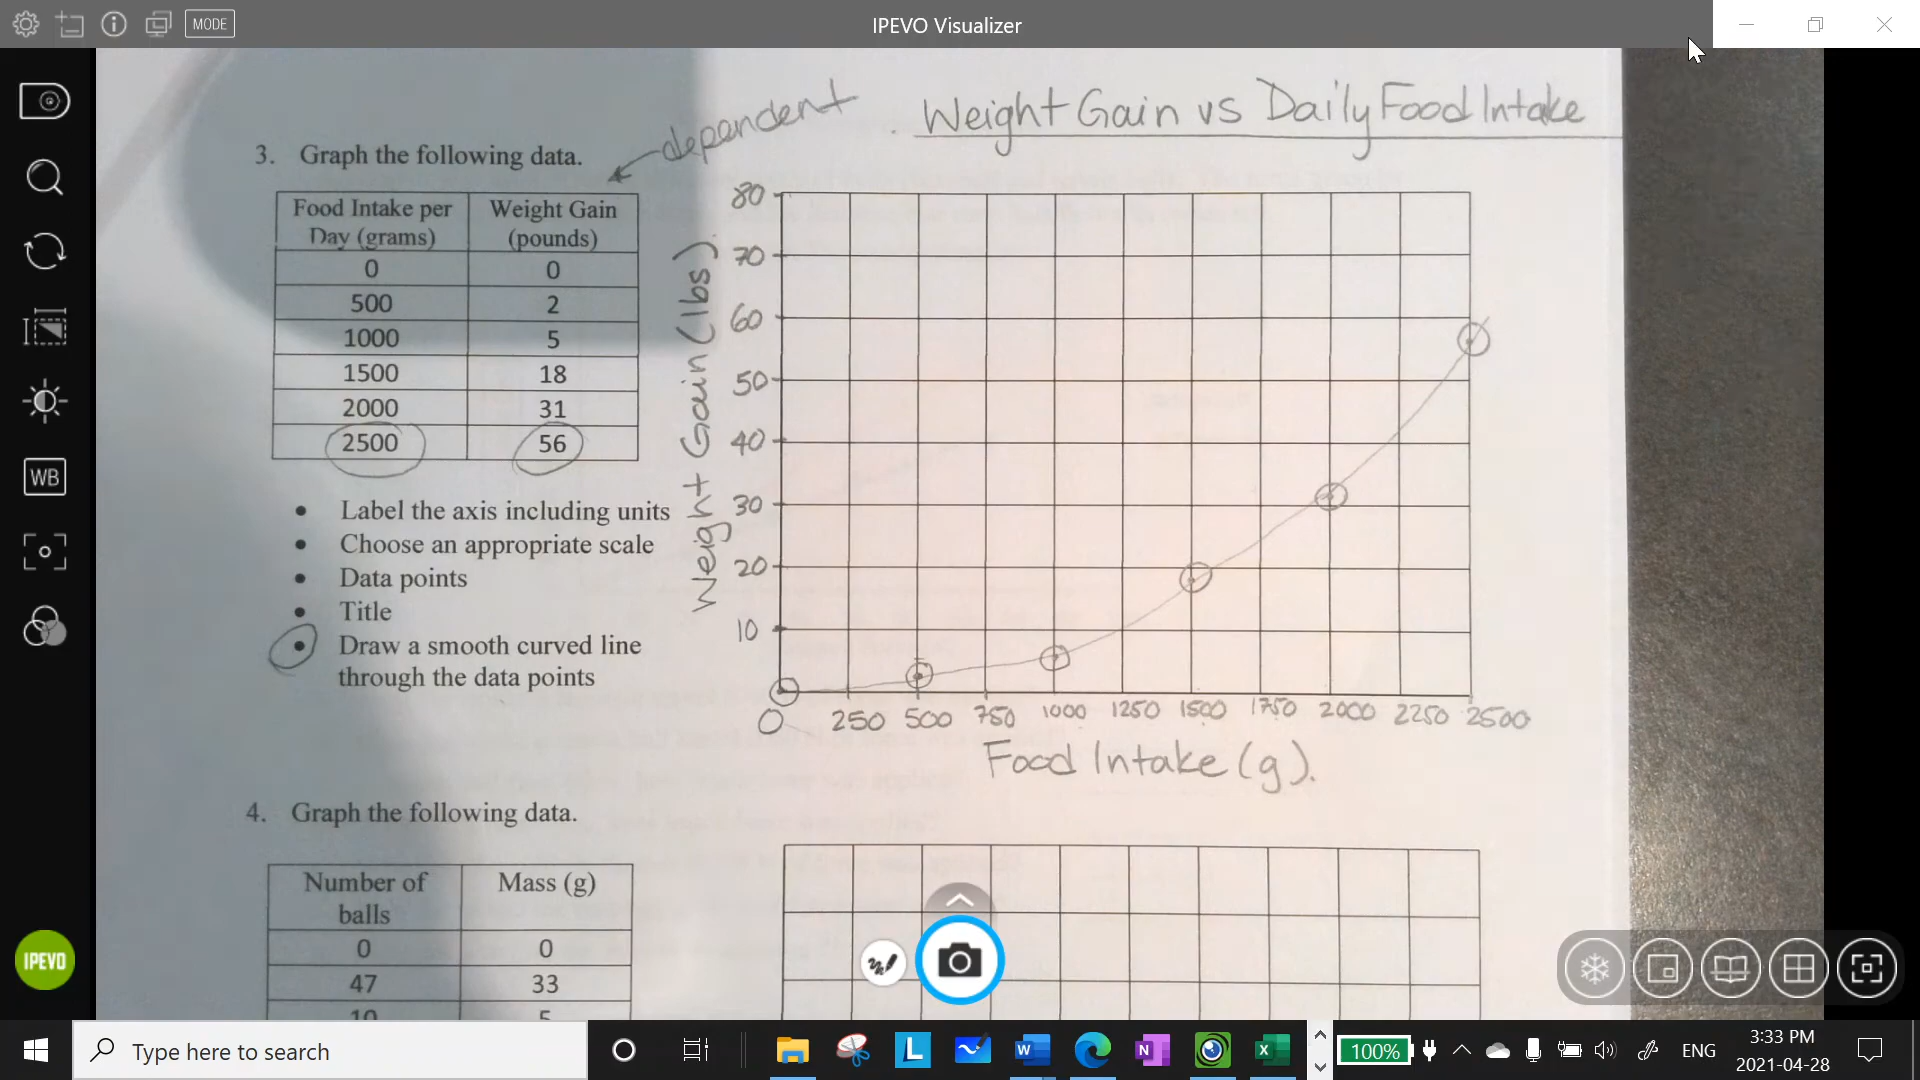 MODE
IPEVO Visualizer
dependent
Weight Gain vs Daily Food Intake
3. Graph the following data.
Food Intake per Day (grams) Weight Gain (pounds)
0 0
500 2
1000 5
1500 18
2000 31
2500 56
• Label the axis including units
• Choose an appropriate scale
• Data points
• Title
• Draw a smooth curved line
through the data points
Weight Gain (lbs)
80
70
60
50
40
30
20
10
0 250 500 750 1000 1250 1500 1750 2000 2250 2500
Food Intake (g).
4. Graph the following data.
Number of balls Mass (g)
0 0
47 33
10 5
WB
IPEVO
Type here to search
L
W
N
X
100%
ENG
3:33 PM
2021-04-28